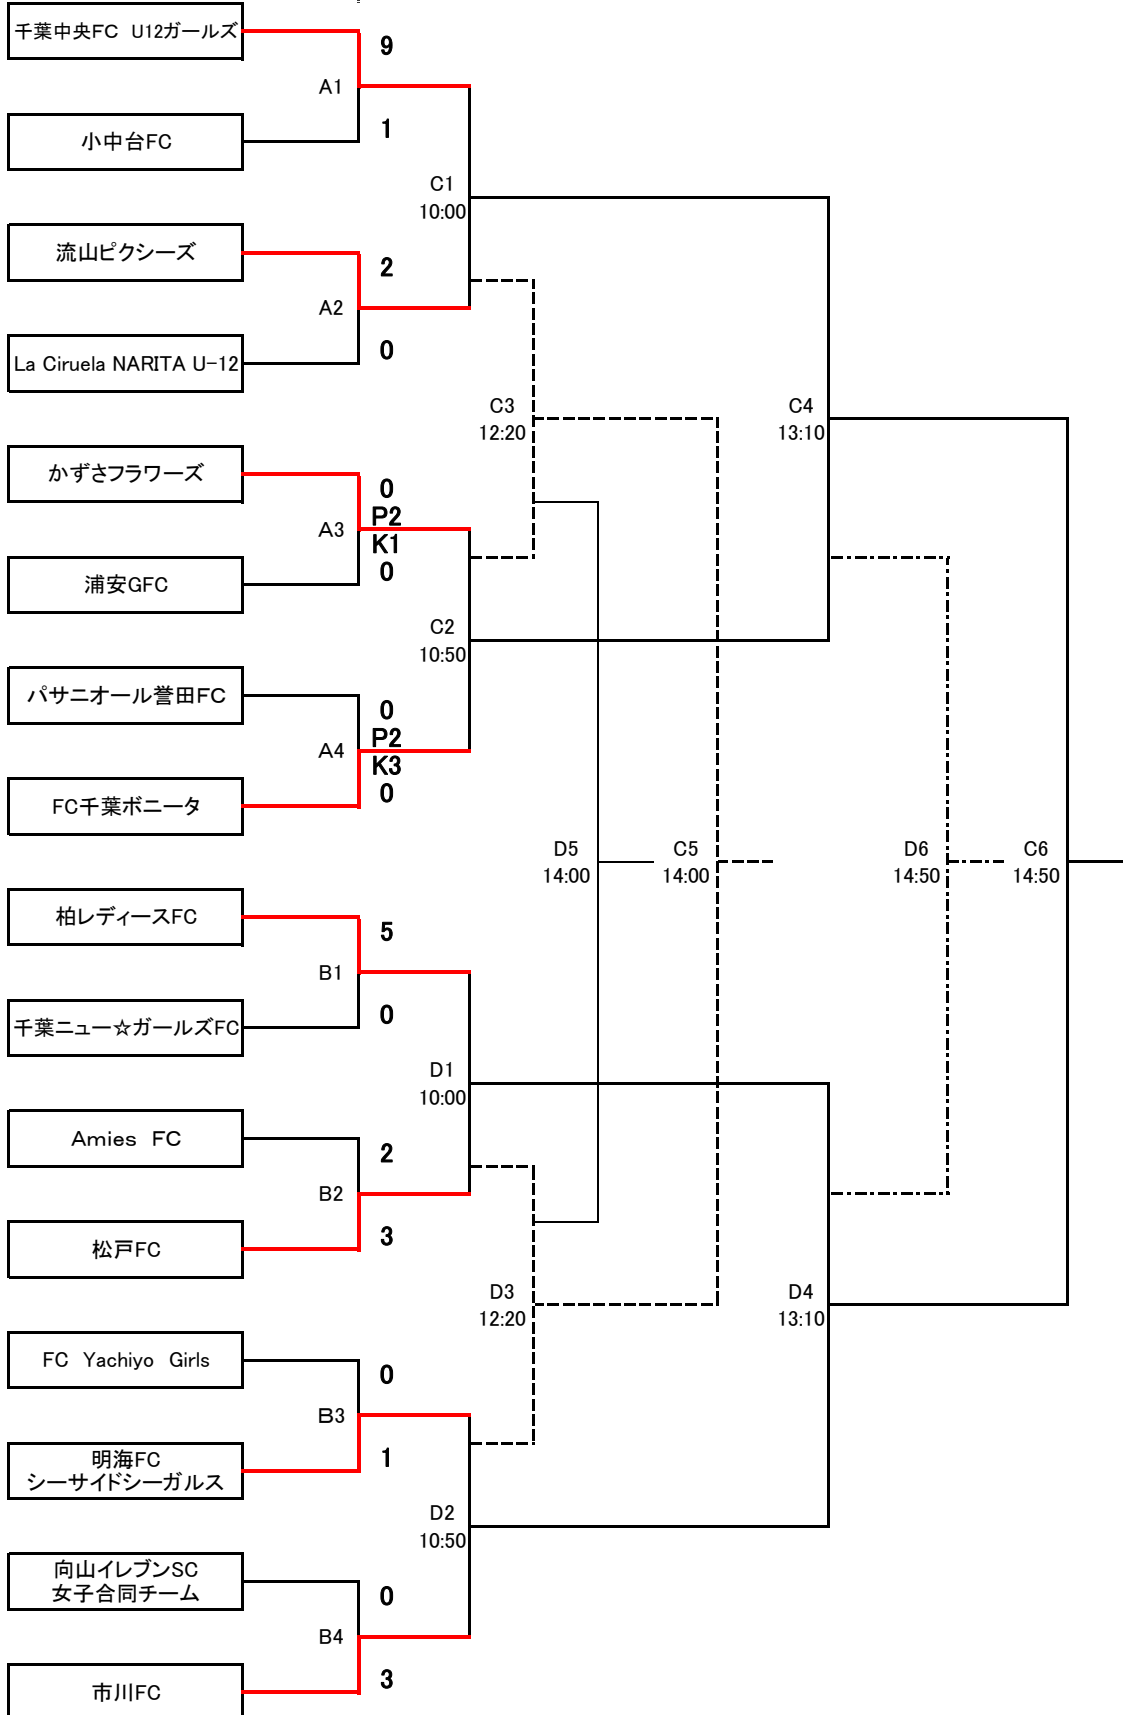 千葉中央FC　U12ガールズ
9
A1
小中台FC
1
C1
10:00
流山ピクシーズ
2
A2
La Ciruela NARITA U-12
0
C3
12:20
C4
13:10
かずさフラワーズ
0
P2
A3
K1
0
浦安GFC
C2
10:50
パサニオール誉田FC
0
P2
A4
K3
0
FC千葉ボニータ
D5
14:00
C5
14:00
D6
14:50
C6
14:50
柏レディースFC
5
B1
千葉ニュー☆ガールズFC
0
D1
10:00
Amies　FC
2
B2
松戸FC
3
D3
12:20
D4
13:10
FC　Yachiyo　Girls
0
B3
明海FC
シーサイドシーガルス
1
D2
10:50
向山イレブンSC
女子合同チーム
0
B4
市川FC
3